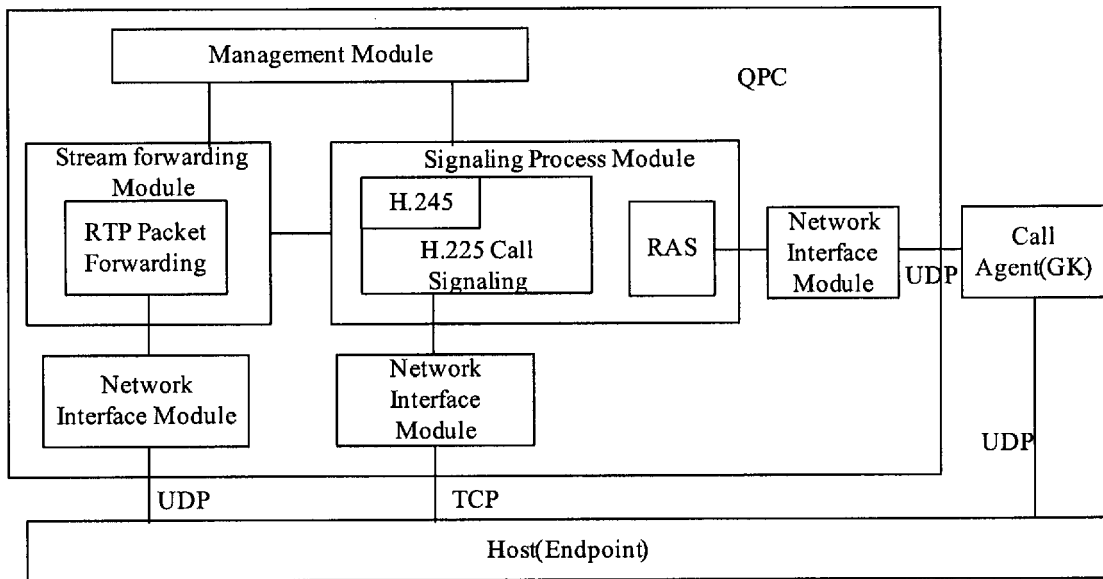 Management Module
QPC
Stream forwarding
Module
RTP Packet
Forwarding
Signaling Process Module
H.245
H.225 Call
Signaling
RAS
Network
Interface
Module
UDP
Call
Agent(GK)
Network
Interface Module
Network
Interface
Module
UDP
UDP
TCP
Host(Endpoint)